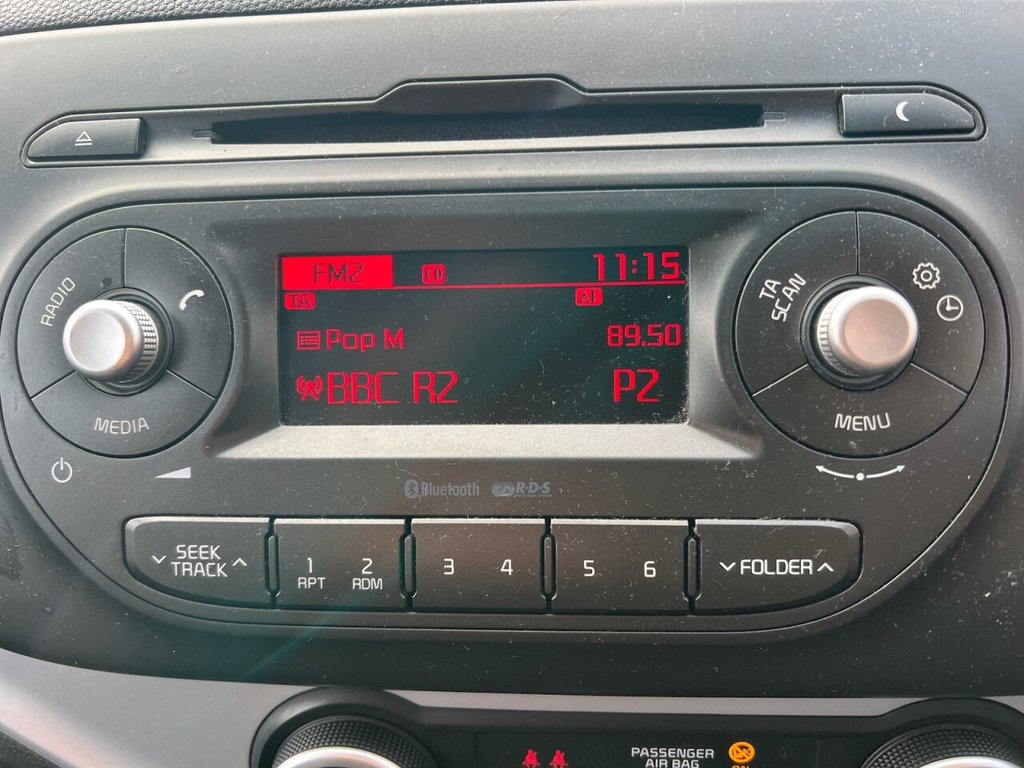 FM2 11:15
TA AF
Pop M 89.50
BBC R2 P2
RADIO
MEDIA
TA
SCAN
MENU
Bluetooth R·D·S
SEEK
TRACK
1 2
RPT RDM
3 4
5 6
FOLDER
PASSENGER
AIR BAG
ON